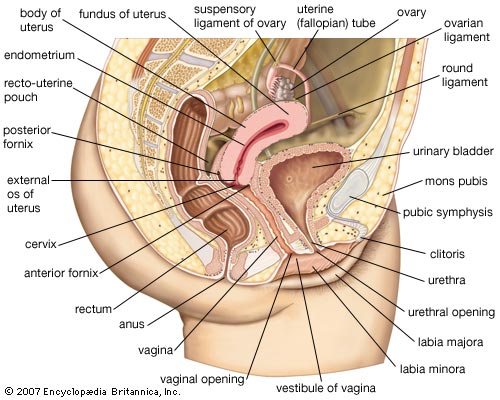 body of
uterus
fundus of uterus
suspensory
ligament of ovary
uterine
(fallopian) tube
ovary
ovarian
ligament
round
ligament
endometrium
recto-uterine
pouch
posterior
fornix
external
os of
uterus
cervix
anterior fornix
rectum
anus
vagina
vaginal opening
vestibule of vagina
labia minora
labia majora
urethral opening
urethra
clitoris
pubic symphysis
mons pubis
urinary bladder
© 2007 Encyclopædia Britannica, Inc.